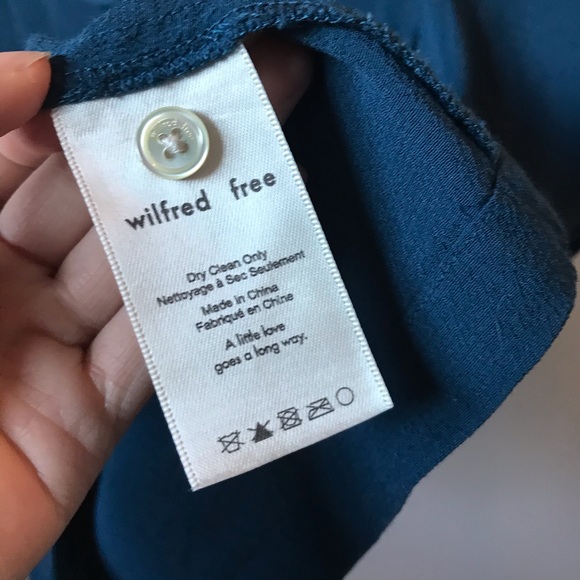 wilfred free
Dry Clean Only
Nettoyage à Sec Seulement
Made in China
Fabriqué en Chine
A little love
goes a long way.